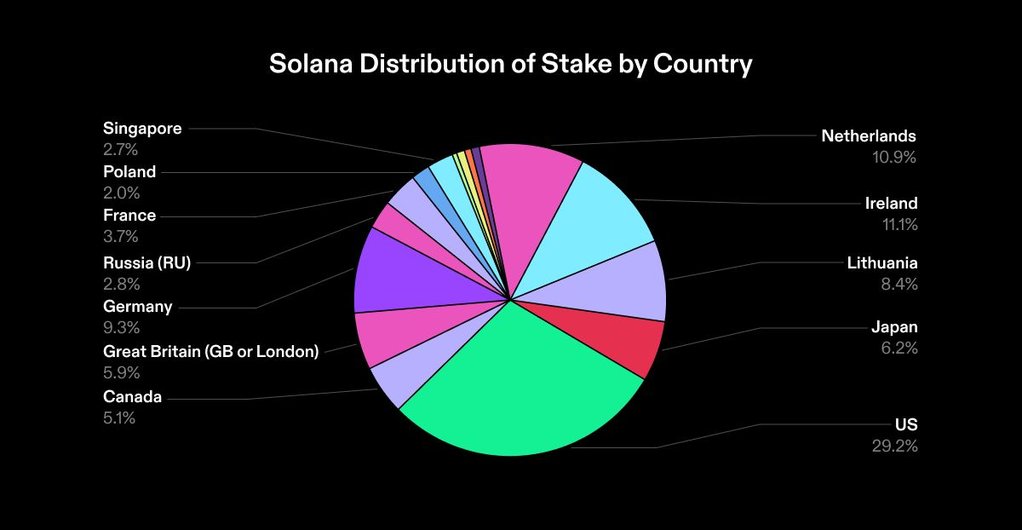 Solana Distribution of Stake by Country
Singapore
2.7%
Poland
2.0%
France
3.7%
Russia (RU)
2.8%
Germany
9.3%
Great Britain (GB or London)
5.9%
Canada
5.1%
Netherlands
10.9%
Ireland
11.1%
Lithuania
8.4%
Japan
6.2%
US
29.2%